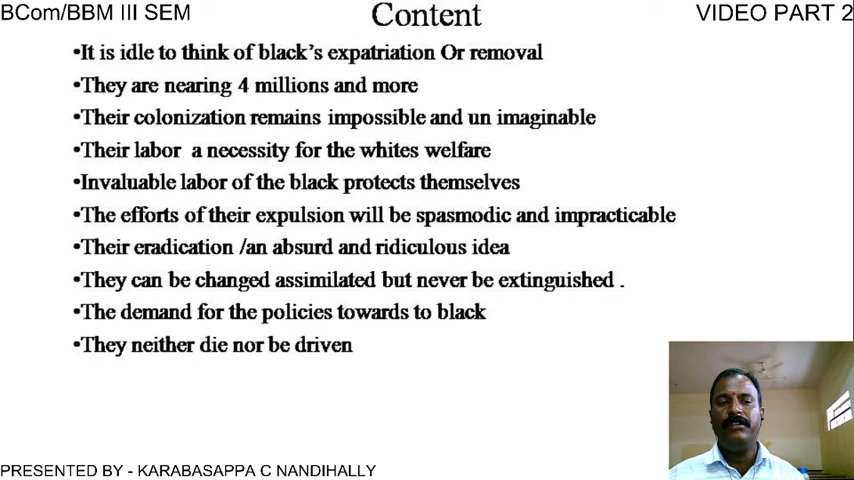 BCom/BBM III SEM
Content
VIDEO PART 2
•It is idle to think of black's expatriation Or removal
•They are nearing 4 millions and more
•Their colonization remains impossible and un imaginable
•Their labor a necessity for the whites welfare
•Invaluable labor of the black protects themselves
•The efforts of their expulsion will be spasmodic and impracticable
•Their eradication /an absurd and ridiculous idea
•They can be changed assimilated but never be extinguished .
•The demand for the policies towards to black
•They neither die nor be driven
PRESENTED BY - KARABASAPPA C NANDIHALLY